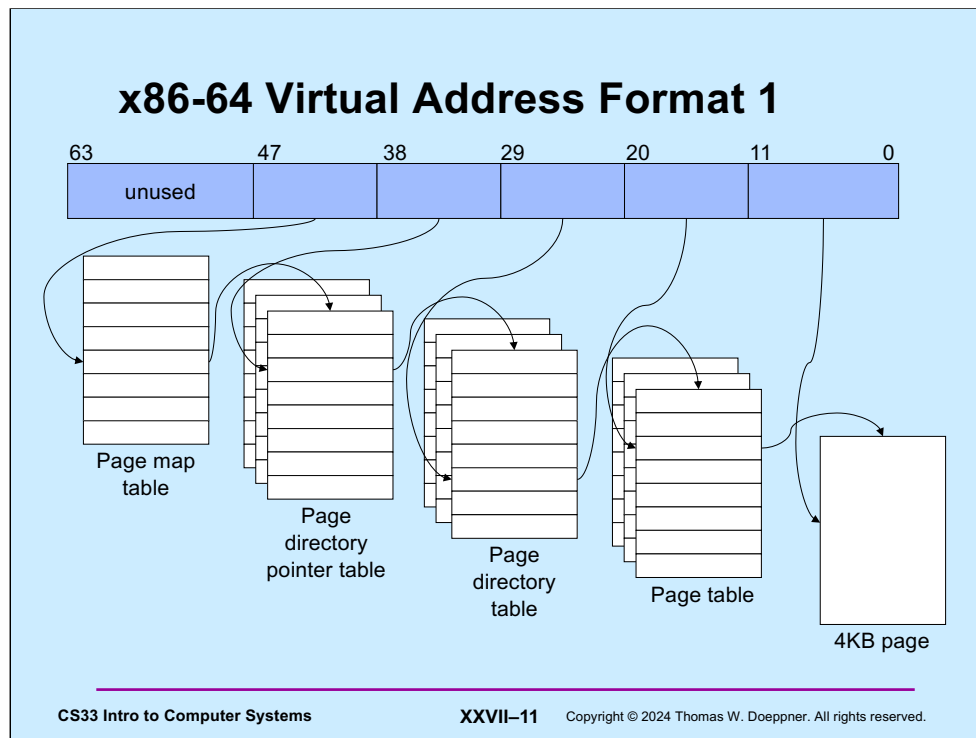 x86-64 Virtual Address Format 1
63 47 38 29 20 11 0
unused
Page map
table
Page
directory
pointer table
Page
directory
table
Page table
4KB page
CS33 Intro to Computer Systems XXVII–11 Copyright © 2024 Thomas W. Doeppner. All rights reserved.